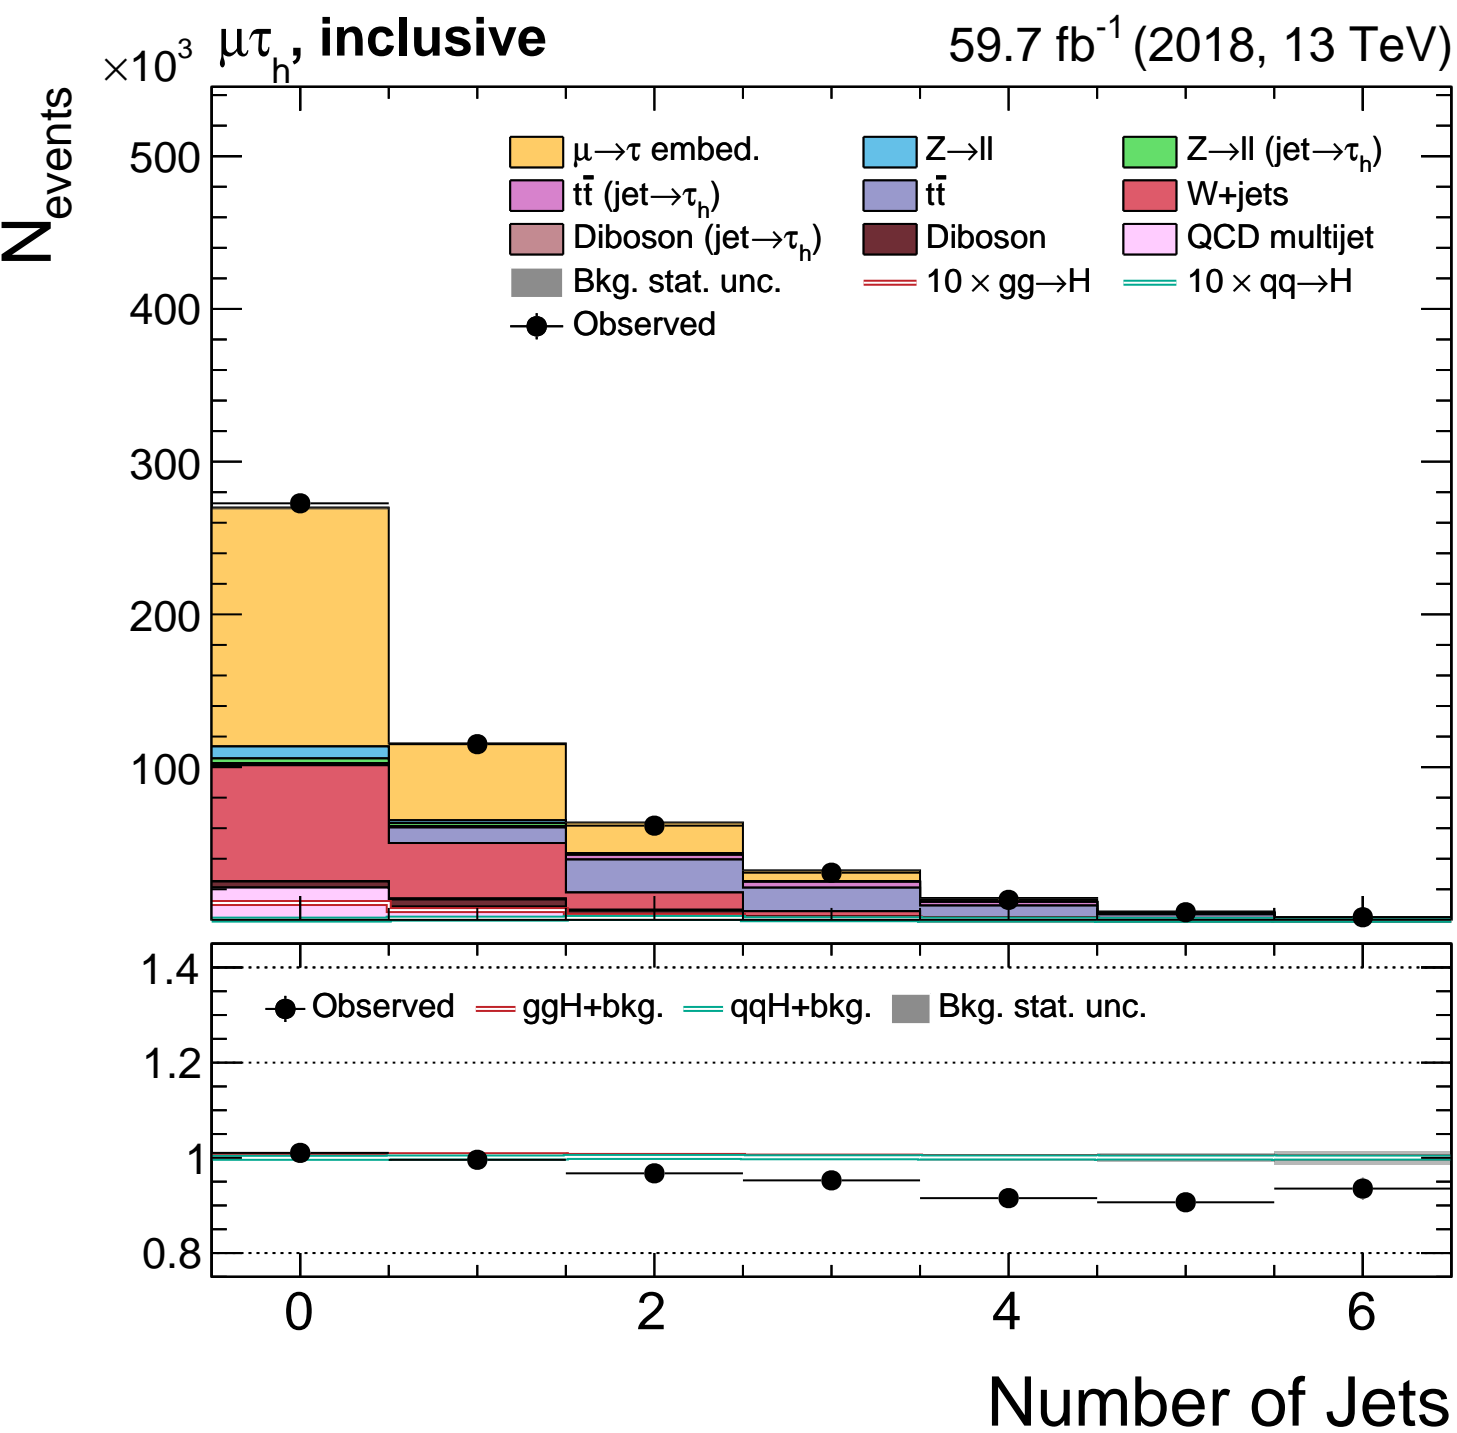 ×10³ μτₕ, inclusive 59.7 fb⁻¹ (2018, 13 TeV)
N_events
500
400
300
200
100
μ→τ embed. Z→ll Z→ll (jet→τₕ)
tt̄ (jet→τₕ) tt̄ W+jets
Diboson (jet→τₕ) Diboson QCD multijet
Bkg. stat. unc. 10 × gg→H 10 × qq→H
Observed
1.4
1.2
1
0.8
Observed ggH+bkg. qqH+bkg. Bkg. stat. unc.
0 2 4 6
Number of Jets